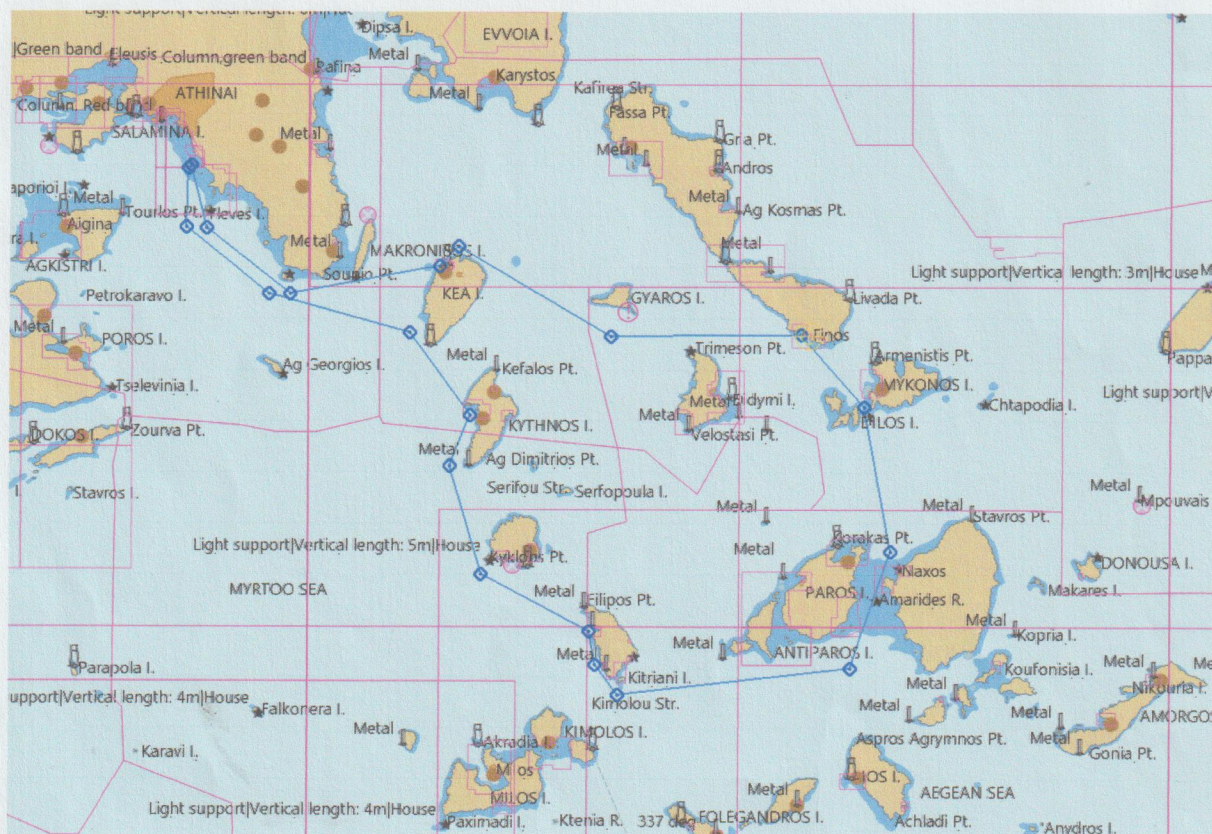 Dipsa I.
EVVOIA I.
Metal
Green band
Eleusis
Column,green band
Rafina
Karystos
ATHINAI
Metal
Kafirea Str.
Fassa Pt.
Column, Red band
SALAMINA I.
Metal
Metal
Gria Pt.
Andros
Metal
Tourlos Pt.
Fleves I.
Metal
Ag Kosmas Pt.
Aigina
Metal
MAKRONISOS I.
Metal
AGKISTRI I.
Sounio Pt.
Light support|Vertical length: 3m|House
Petrokaravo I.
KEA I.
GYAROS I.
Livada Pt.
Metal
POROS I.
Finos
Metal
Trimeson Pt.
Armenistis Pt.
Ag Georgios I.
Kefalos Pt.
Tselevinia I.
MYKONOS I.
Metal
Didymi I.
Chtapodia I.
DOKOS I.
Zourva Pt.
KYTHNOS I.
Metal
Velostasi Pt.
DILOS I.
Metal
Ag Dimitrios Pt.
Stavros I.
Serifou Str.
Serfopoula I.
Metal
Mpouvais
Metal
Metal
Stavros Pt.
Korakas Pt.
Light support|Vertical length: 5m|House
Kyklops Pt.
Metal
DONOUSA I.
Naxos
MYRTOO SEA
Metal
Filipos Pt.
PAROS I.
Amarides R.
Makares I.
Metal
Kopria I.
Metal
Metal
ANTIPAROS I.
Parapola I.
Kitriani I.
Koufonisia I.
Metal
Nikouria I.
support|Vertical length: 4m|House
Kimolou Str.
Metal
Falkonera I.
Metal
Metal
AMORGOS
Metal
Akradia I.
KIMOLOS I.
Aspros Agrymnos Pt.
Metal
Karavi I.
Gonia Pt.
Milos
IOS I.
MILOS I.
Metal
AEGEAN SEA
Light support|Vertical length: 4m|House
Paximadi I.
Ktenia R.
337 deg
FOLEGANDROS I.
Achladi Pt.
Anydros I.